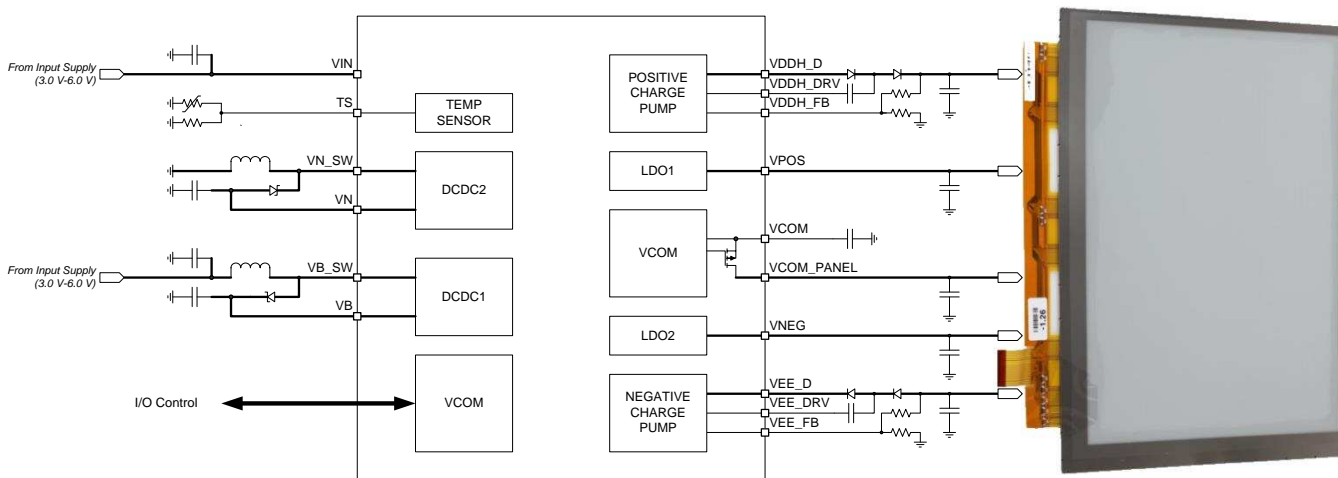 From Input Supply
(3.0 V-6.0 V)
VIN
TS
TEMP
SENSOR
VN_SW
VN
DCDC2
From Input Supply
(3.0 V-6.0 V)
VB_SW
VB
DCDC1
I/O Control
VCOM
POSITIVE
CHARGE
PUMP
VDDH_D
VDDH_DRV
VDDH_FB
LDO1
VPOS
VCOM
VCOM
VCOM_PANEL
LDO2
VNEG
NEGATIVE
CHARGE
PUMP
VEE_D
VEE_DRV
VEE_FB
-1.26